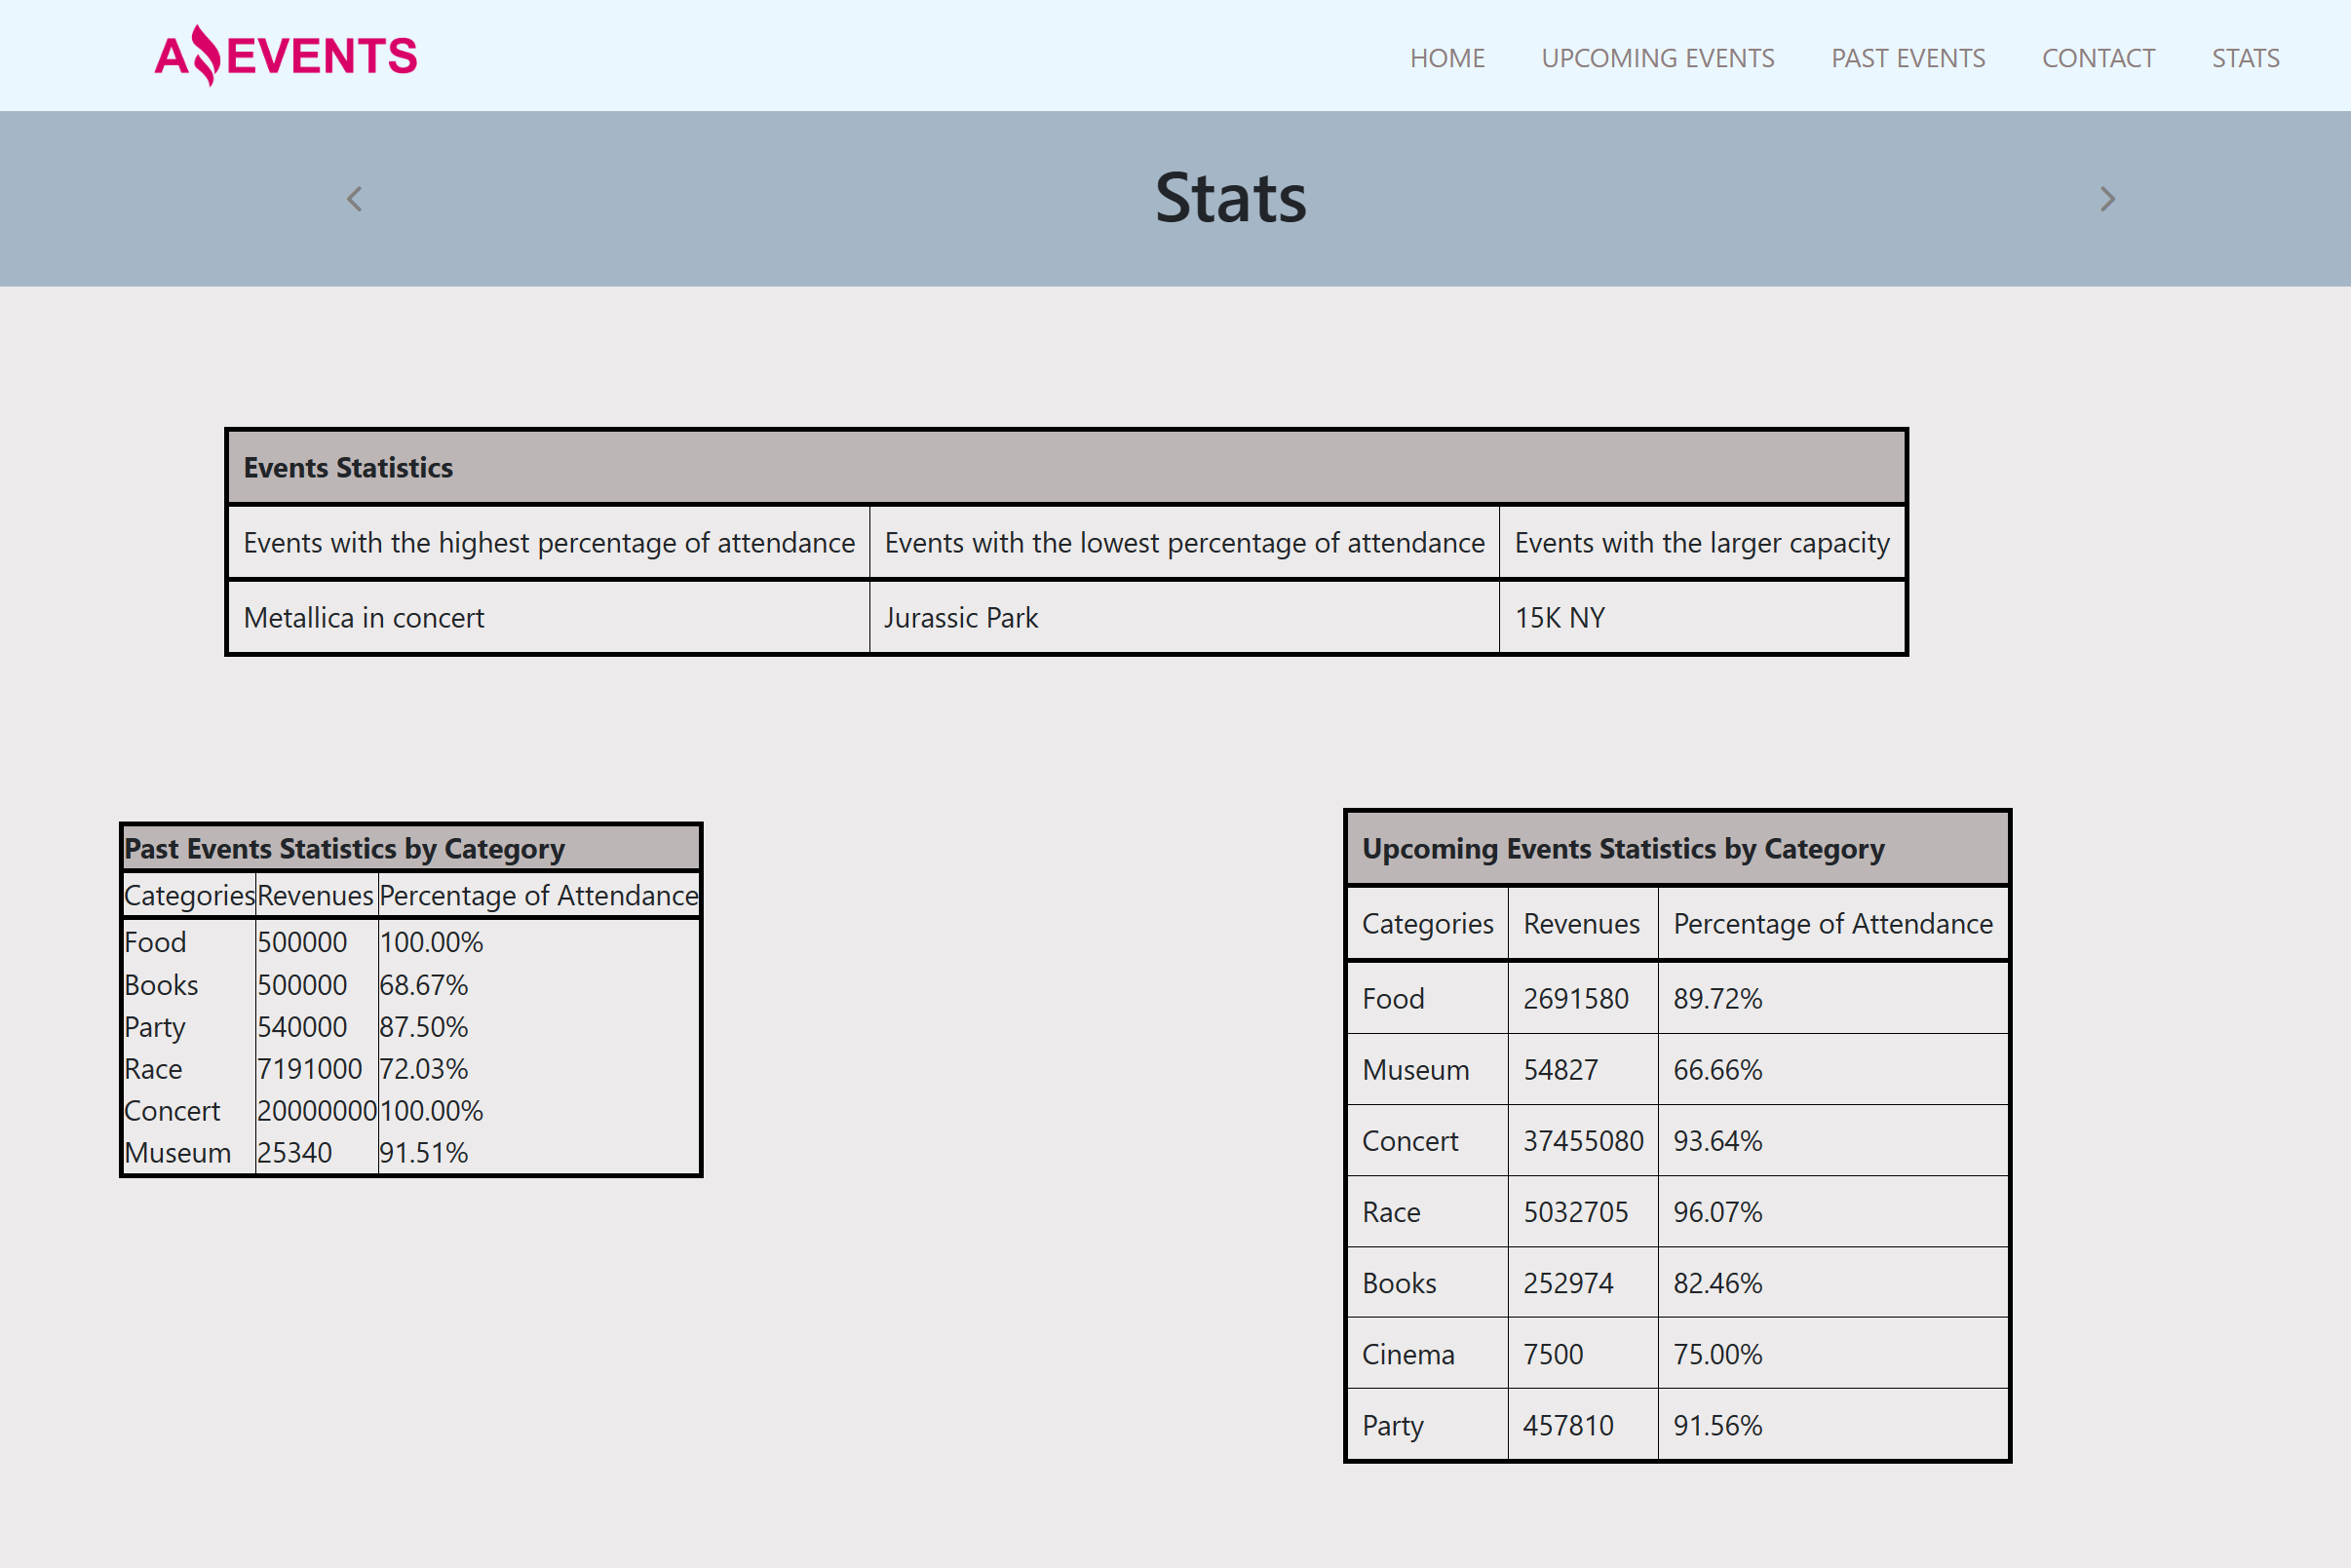 A EVENTS
HOME UPCOMING EVENTS PAST EVENTS CONTACT STATS
Stats
Events Statistics
Events with the highest percentage of attendance Events with the lowest percentage of attendance Events with the larger capacity
Metallica in concert Jurassic Park 15K NY
Past Events Statistics by Category
Categories Revenues Percentage of Attendance
Food 500000 100.00%
Books 500000 68.67%
Party 540000 87.50%
Race 7191000 72.03%
Concert 20000000 100.00%
Museum 25340 91.51%
Upcoming Events Statistics by Category
Categories Revenues Percentage of Attendance
Food 2691580 89.72%
Museum 54827 66.66%
Concert 37455080 93.64%
Race 5032705 96.07%
Books 252974 82.46%
Cinema 7500 75.00%
Party 457810 91.56%